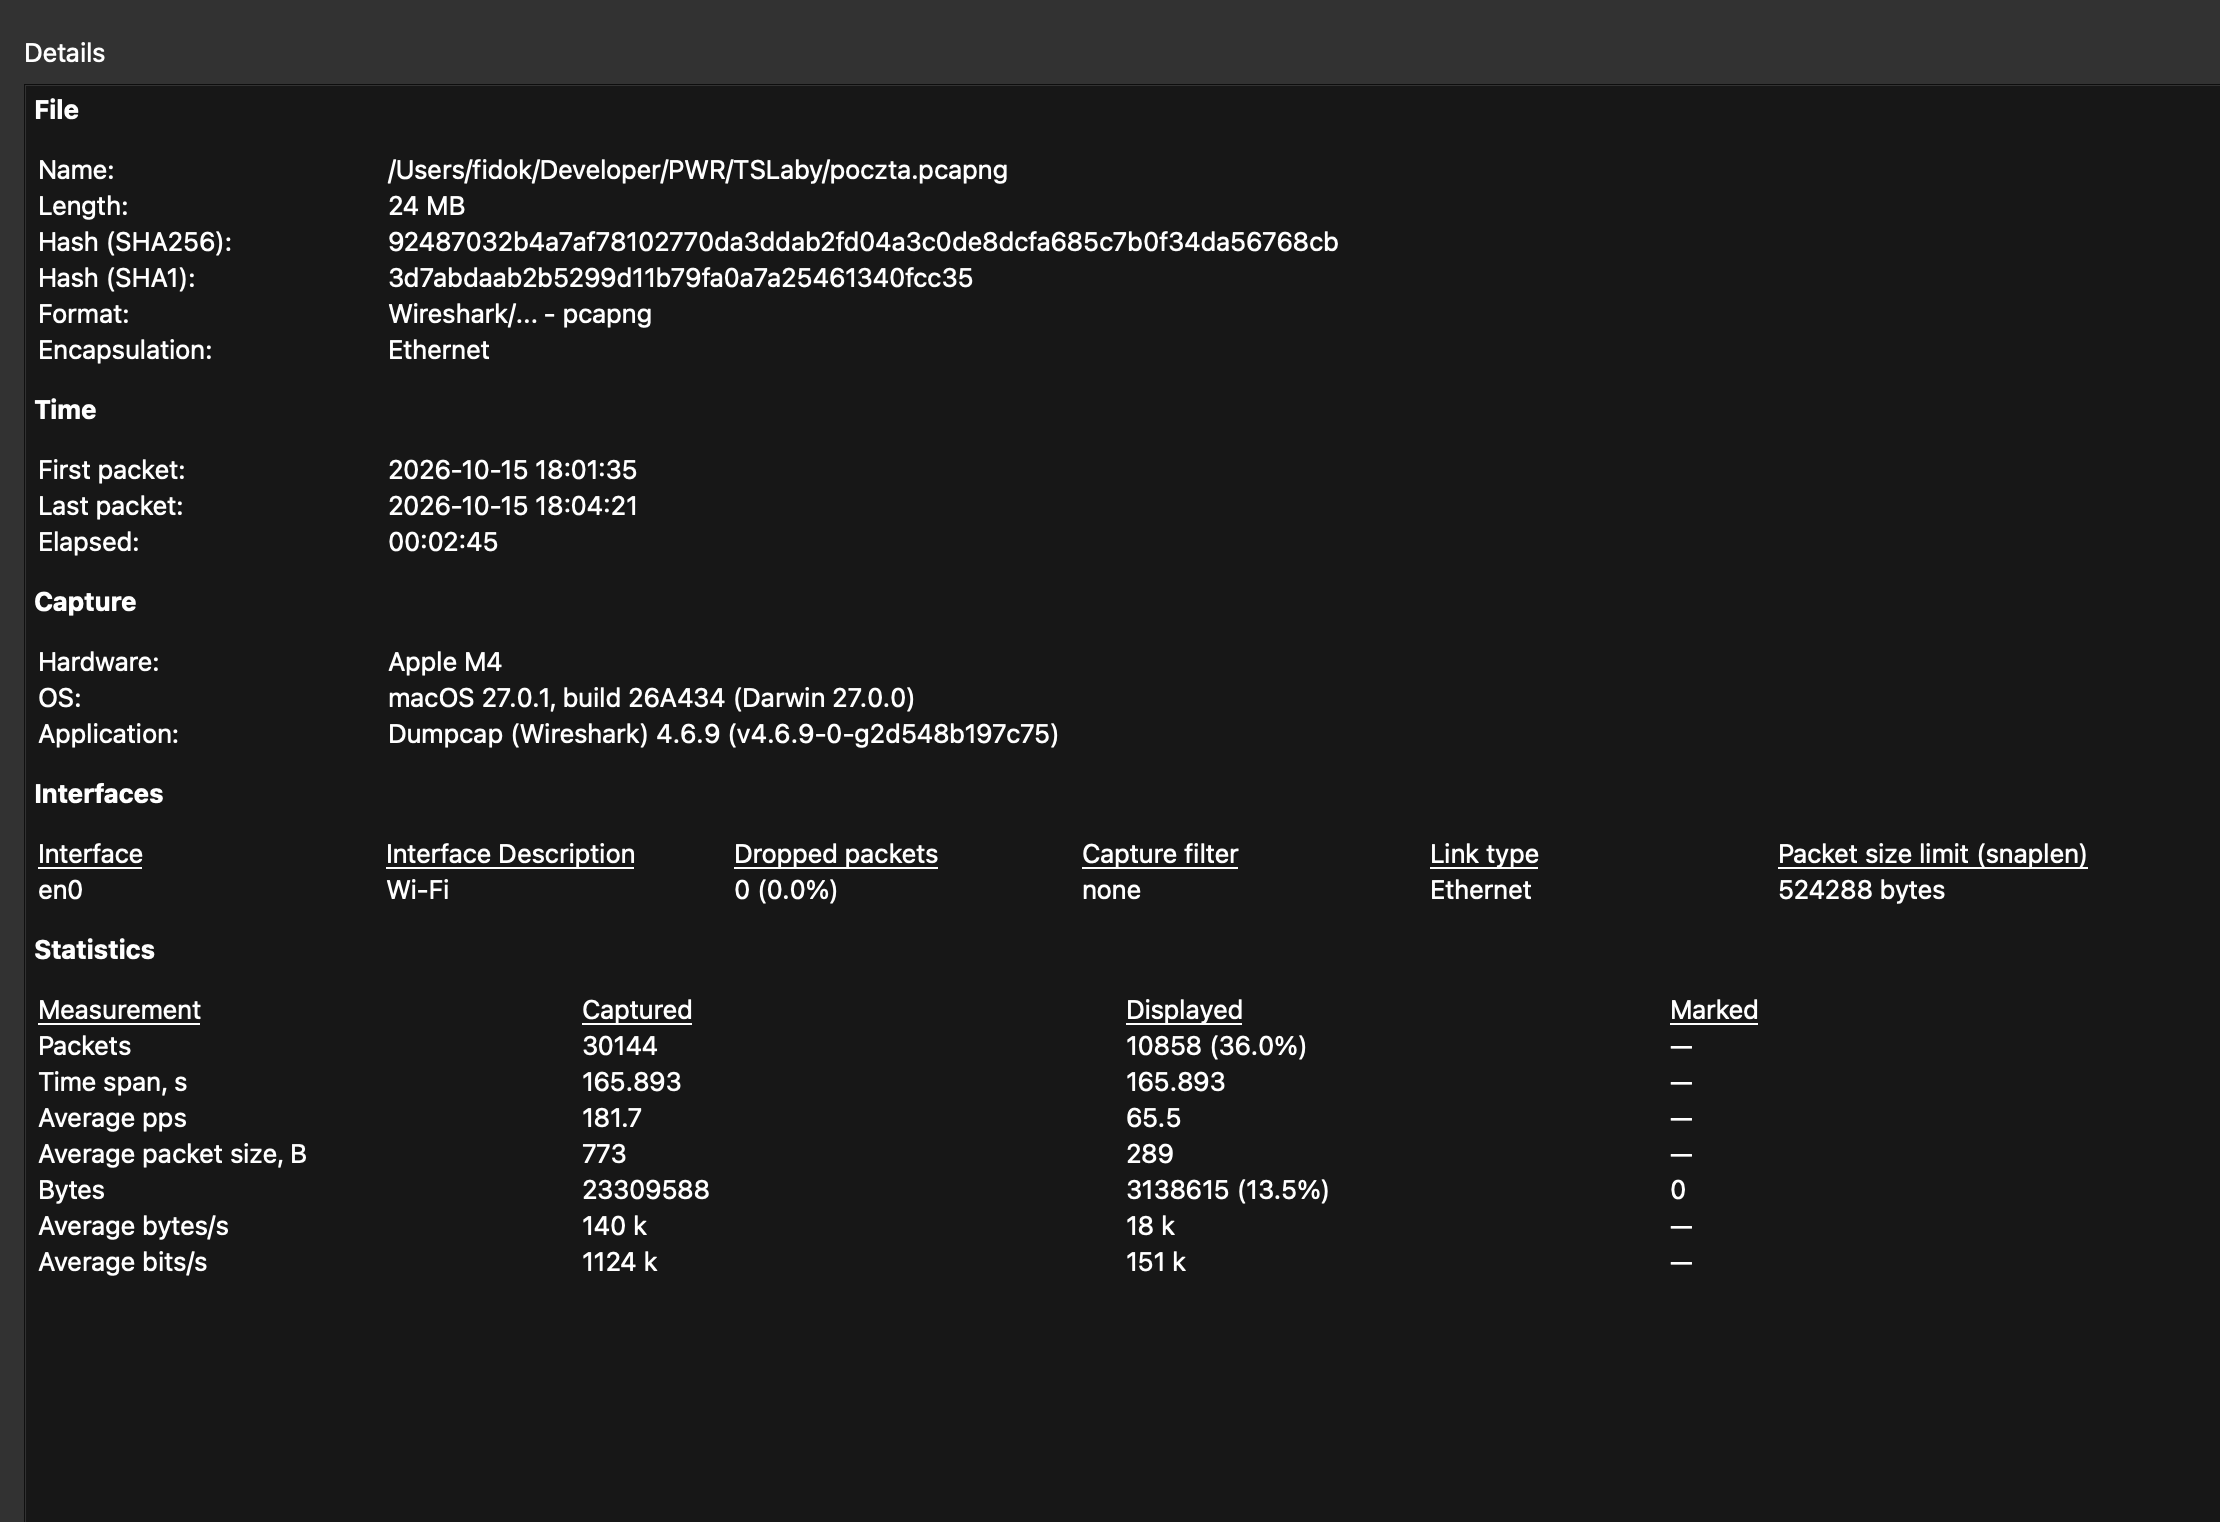 Details
File
Name: /Users/fidok/Developer/PWR/TSLaby/poczta.pcapng
Length: 24 MB
Hash (SHA256): 92487032b4a7af78102770da3ddab2fd04a3c0de8dcfa685c7b0f34da56768cb
Hash (SHA1): 3d7abdaab2b5299d11b79fa0a7a25461340fcc35
Format: Wireshark/... - pcapng
Encapsulation: Ethernet
Time
First packet: 2026-10-15 18:01:35
Last packet: 2026-10-15 18:04:21
Elapsed: 00:02:45
Capture
Hardware: Apple M4
OS: macOS 27.0.1, build 26A434 (Darwin 27.0.0)
Application: Dumpcap (Wireshark) 4.6.9 (v4.6.9-0-g2d548b197c75)
Interfaces
Interface Interface Description Dropped packets Capture filter Link type Packet size limit (snaplen)
en0 Wi-Fi 0 (0.0%) none Ethernet 524288 bytes
Statistics
Measurement Captured Displayed Marked
Packets 30144 10858 (36.0%) —
Time span, s 165.893 165.893 —
Average pps 181.7 65.5 —
Average packet size, B 773 289 —
Bytes 23309588 3138615 (13.5%) 0
Average bytes/s 140 k 18 k —
Average bits/s 1124 k 151 k —